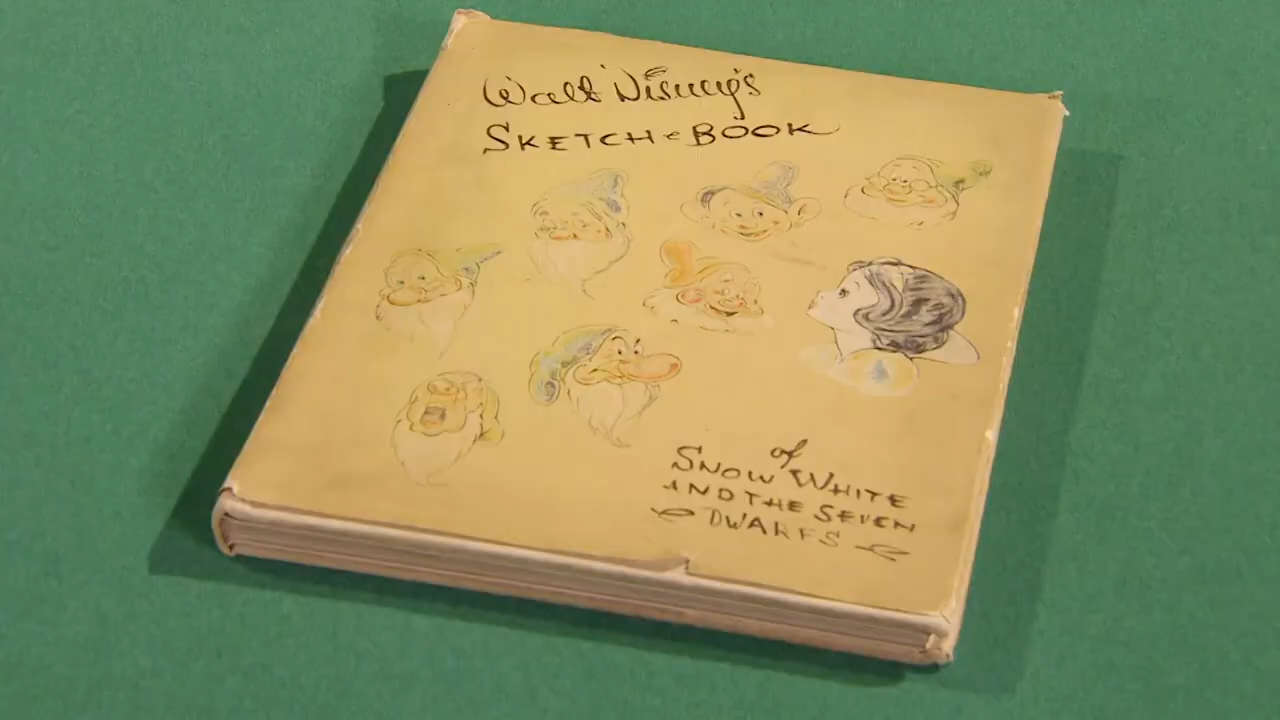 Walt Disney's
SKETCH-BOOK
of
SNOW WHITE
AND THE SEVEN
DWARFS